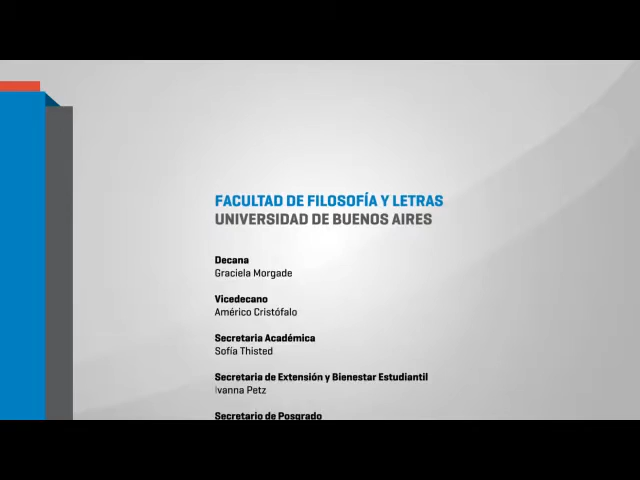 FACULTAD DE FILOSOFÍA Y LETRAS
UNIVERSIDAD DE BUENOS AIRES
Decana
Graciela Morgade
Vicedecano
Américo Cristófalo
Secretaria Académica
Sofía Thisted
Secretaria de Extensión y Bienestar Estudiantil
Ivanna Petz
Secretario de Posgrado